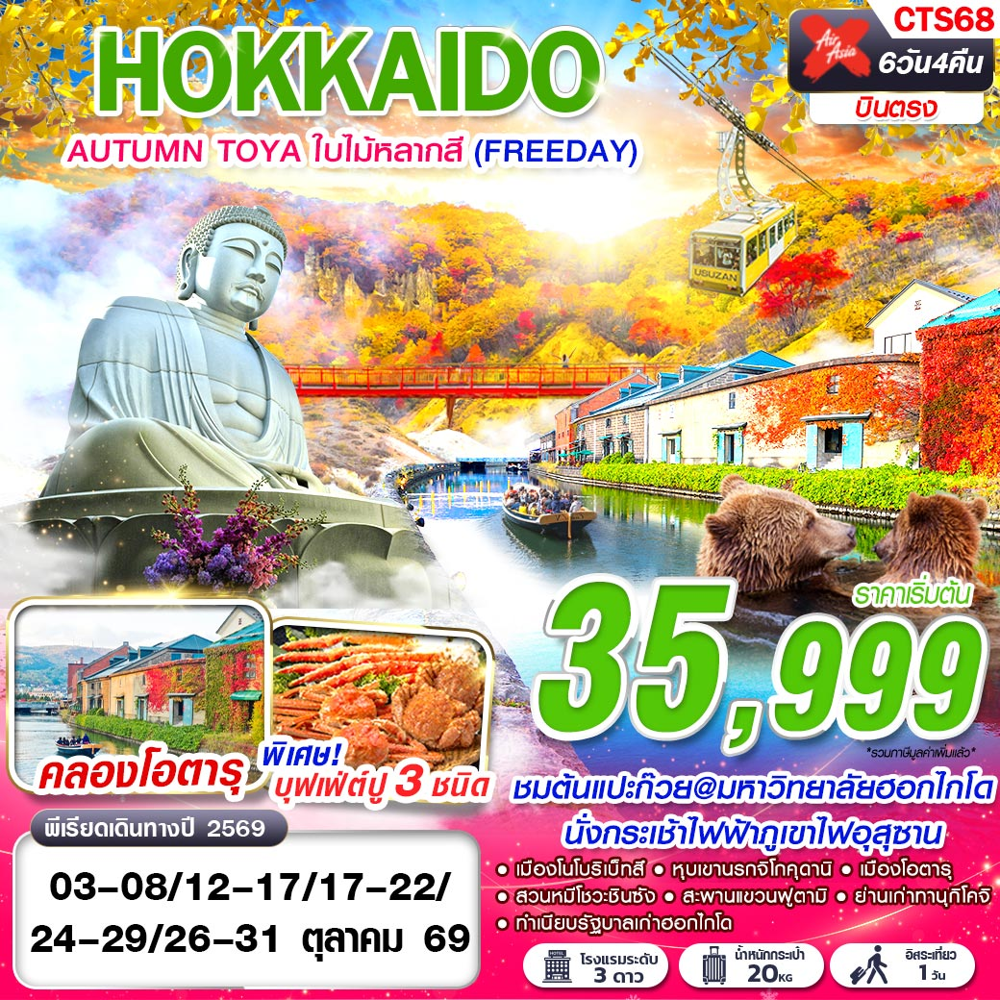 HOKKAIDO
AUTUMN TOYA ใบไม้หลากสี (FREEDAY)
Air Asia X
CTS68
6วัน4คืน
บินตรง
USUZAN
ราคาเริ่มต้น
35,999
*รวมภาษีมูลค่าเพิ่มแล้ว*
คลองโอตารุ
พิเศษ!
บุฟเฟ่ต์ปู 3 ชนิด
ชมต้นแปะก๊วย@มหาวิทยาลัยฮอกไกโด
นั่งกระเช้าไฟฟ้าภูเขาไฟอุสุซาน
พีเรียดเดินทางปี 2569
03-08/12-17/17-22/
24-29/26-31 ตุลาคม 69
• เมืองโนโบริเบ็ทสึ • หุบเขานรกจิโกคุดานิ • เมืองโอตารุ
• สวนหมีโชวะชินซัง • สะพานแขวนฟูตามิ • ย่านเก่าทานุกิโคจิ
• ทำเนียบรัฐบาลเก่าฮอกไกโด
HOTEL
โรงแรมระดับ
3 ดาว
น้ำหนักกระเป๋า
20KG
อิสระเที่ยว
1 วัน